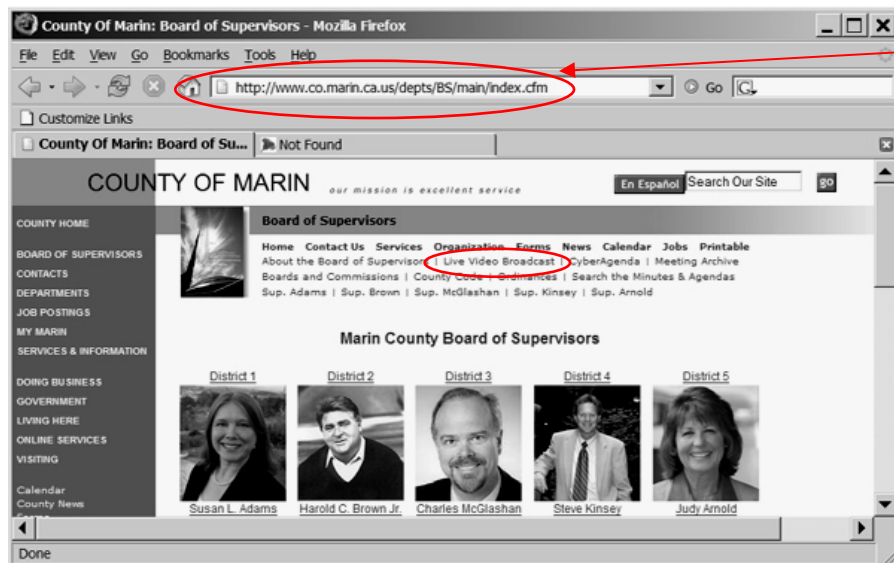 County Of Marin: Board of Supervisors - Mozilla Firefox
File Edit View Go Bookmarks Tools Help
http://www.co.marin.ca.us/depts/BS/main/index.cfm Go G
Customize Links
County Of Marin: Board of Su... Not Found
COUNTY OF MARIN our mission is excellent service En Español Search Our Site go
COUNTY HOME
BOARD OF SUPERVISORS
CONTACTS
DEPARTMENTS
JOB POSTINGS
MY MARIN
SERVICES & INFORMATION
DOING BUSINESS
GOVERNMENT
LIVING HERE
ONLINE SERVICES
VISITING
Calendar
County News
Forms
Board of Supervisors
Home Contact Us Services Organization Forms News Calendar Jobs Printable
About the Board of Supervisors | Live Video Broadcast | CyberAgenda | Meeting Archive
Boards and Commissions | County Code | Ordinances | Search the Minutes & Agendas
Sup. Adams | Sup. Brown | Sup. McGlashan | Sup. Kinsey | Sup. Arnold
Marin County Board of Supervisors
District 1 District 2 District 3 District 4 District 5
Susan L. Adams Harold C. Brown Jr. Charles McGlashan Steve Kinsey Judy Arnold
Done